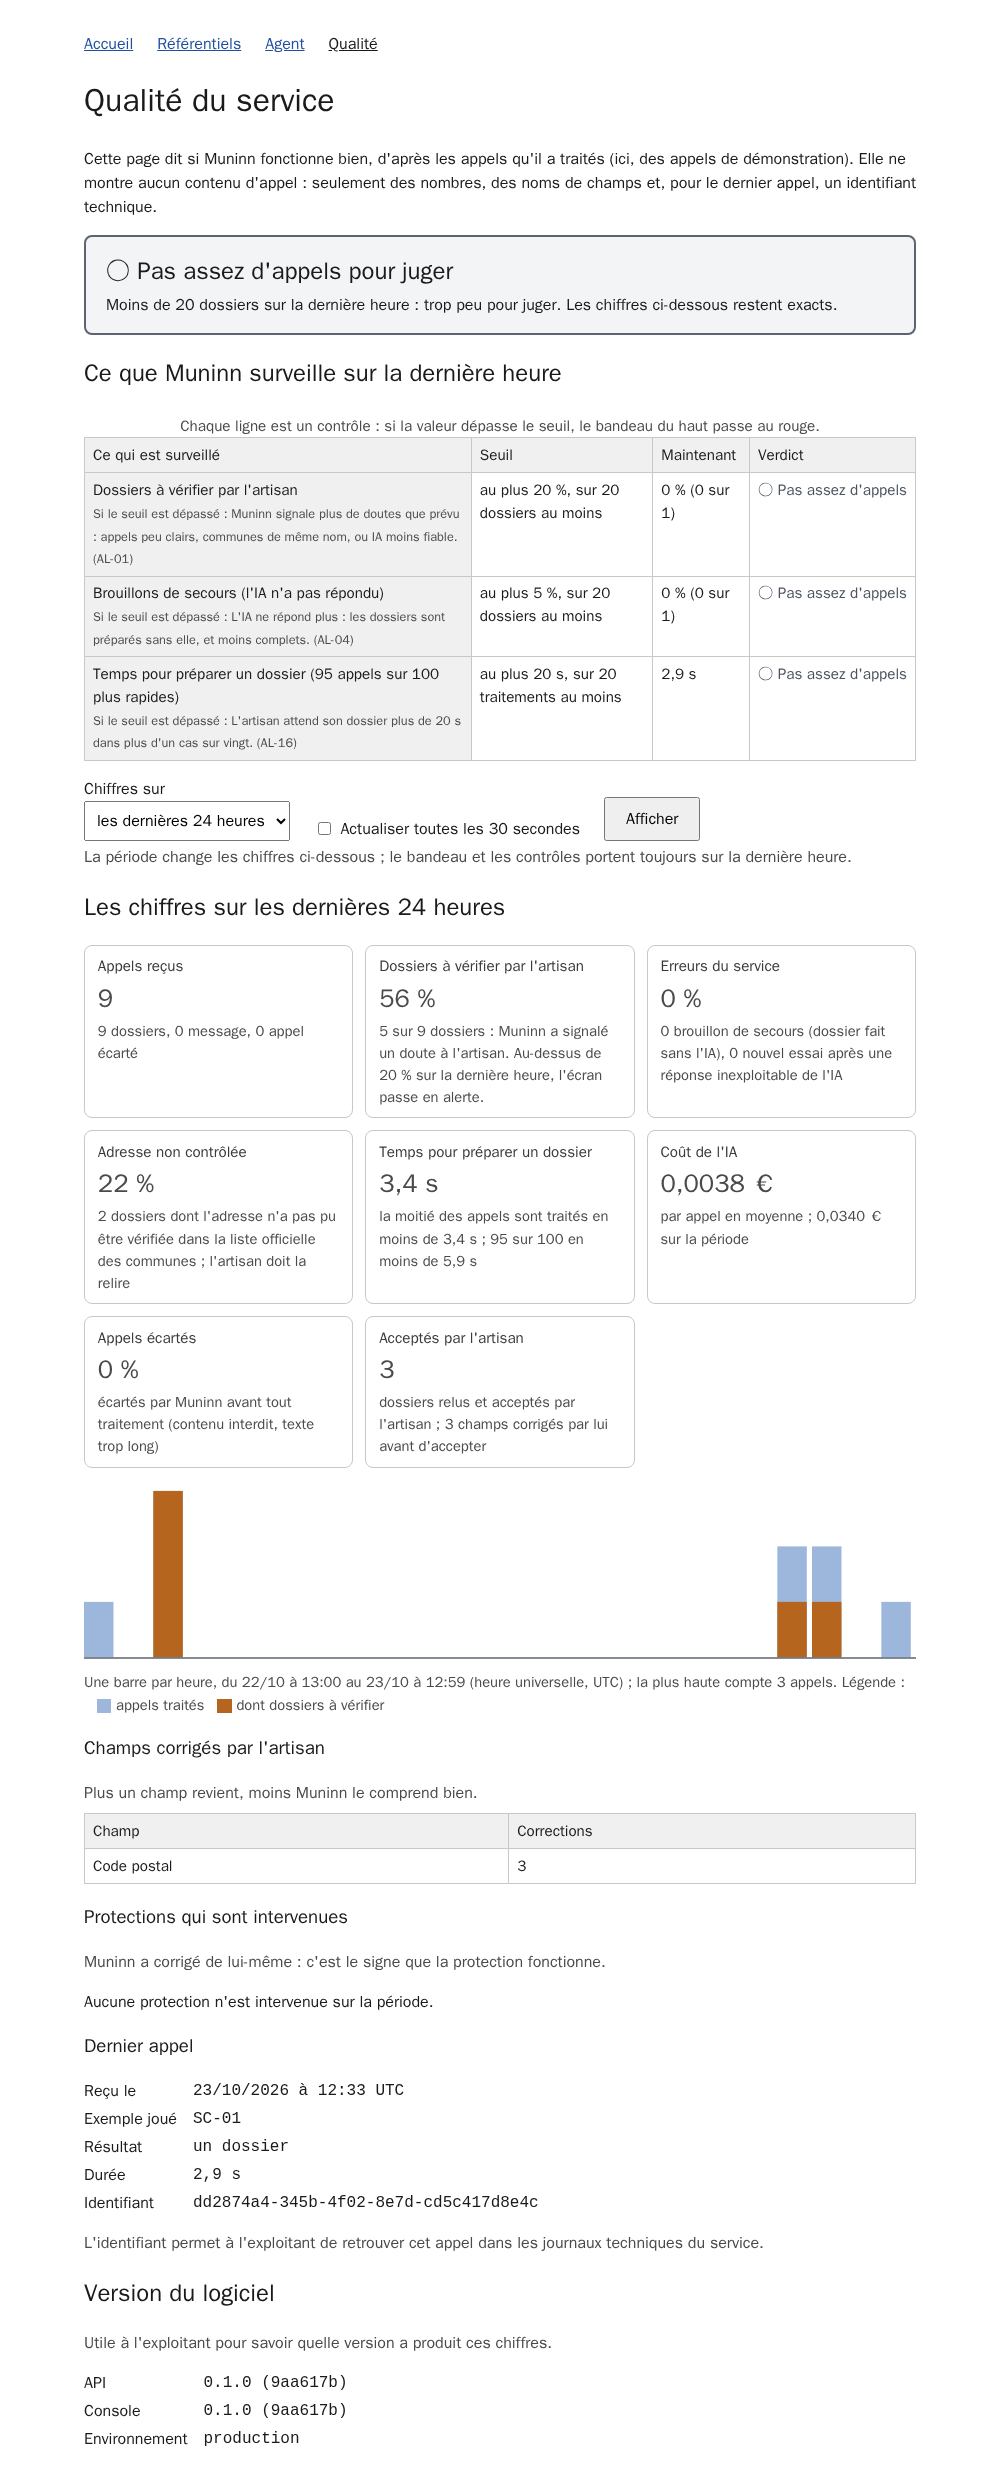 Accueil Référentiels Agent Qualité
Qualité du service
Cette page dit si Muninn fonctionne bien, d'après les appels qu'il a traités (ici, des appels de démonstration). Elle ne
montre aucun contenu d'appel : seulement des nombres, des noms de champs et, pour le dernier appel, un identifiant
technique.
Pas assez d'appels pour juger
Moins de 20 dossiers sur la dernière heure : trop peu pour juger. Les chiffres ci-dessous restent exacts.
Ce que Muninn surveille sur la dernière heure
Chaque ligne est un contrôle : si la valeur dépasse le seuil, le bandeau du haut passe au rouge.
Ce qui est surveillé Seuil Maintenant Verdict
Dossiers à vérifier par l'artisan
Si le seuil est dépassé : Muninn signale plus de doutes que prévu
: appels peu clairs, communes de même nom, ou IA moins fiable.
(AL-01)
au plus 20 %, sur 20
dossiers au moins
0 % (0 sur
1)
Pas assez d'appels
Brouillons de secours (l'IA n'a pas répondu)
Si le seuil est dépassé : L'IA ne répond plus : les dossiers sont
préparés sans elle, et moins complets. (AL-04)
au plus 5 %, sur 20
dossiers au moins
0 % (0 sur
1)
Pas assez d'appels
Temps pour préparer un dossier (95 appels sur 100
plus rapides)
Si le seuil est dépassé : L'artisan attend son dossier plus de 20 s
dans plus d'un cas sur vingt. (AL-16)
au plus 20 s, sur 20
traitements au moins
2,9 s
Pas assez d'appels
Chiffres sur
les dernières 24 heures
Actualiser toutes les 30 secondes
Afficher
La période change les chiffres ci-dessous ; le bandeau et les contrôles portent toujours sur la dernière heure.
Les chiffres sur les dernières 24 heures
Appels reçus
9
9 dossiers, 0 message, 0 appel
écarté
Dossiers à vérifier par l'artisan
56 %
5 sur 9 dossiers : Muninn a signalé
un doute à l'artisan. Au-dessus de
20 % sur la dernière heure, l'écran
passe en alerte.
Erreurs du service
0 %
0 brouillon de secours (dossier fait
sans l'IA), 0 nouvel essai après une
réponse inexploitable de l'IA
Adresse non contrôlée
22 %
2 dossiers dont l'adresse n'a pas pu
être vérifiée dans la liste officielle
des communes ; l'artisan doit la
relire
Temps pour préparer un dossier
3,4 s
la moitié des appels sont traités en
moins de 3,4 s ; 95 sur 100 en
moins de 5,9 s
Coût de l'IA
0,0038 €
par appel en moyenne ; 0,0340 €
sur la période
Appels écartés
0 %
écartés par Muninn avant tout
traitement (contenu interdit, texte
trop long)
Acceptés par l'artisan
3
dossiers relus et acceptés par
l'artisan ; 3 champs corrigés par lui
avant d'accepter
Une barre par heure, du 22/10 à 13:00 au 23/10 à 12:59 (heure universelle, UTC) ; la plus haute compte 3 appels. Légende :
appels traités dont dossiers à vérifier
Champs corrigés par l'artisan
Plus un champ revient, moins Muninn le comprend bien.
Champ Corrections
Code postal 3
Protections qui sont intervenues
Muninn a corrigé de lui-même : c'est le signe que la protection fonctionne.
Aucune protection n'est intervenue sur la période.
Dernier appel
Reçu le 23/10/2026 à 12:33 UTC
Exemple joué SC-01
Résultat un dossier
Durée 2,9 s
Identifiant dd2874a4-345b-4f02-8e7d-cd5c417d8e4c
L'identifiant permet à l'exploitant de retrouver cet appel dans les journaux techniques du service.
Version du logiciel
Utile à l'exploitant pour savoir quelle version a produit ces chiffres.
API 0.1.0 (9aa617b)
Console 0.1.0 (9aa617b)
Environnement production